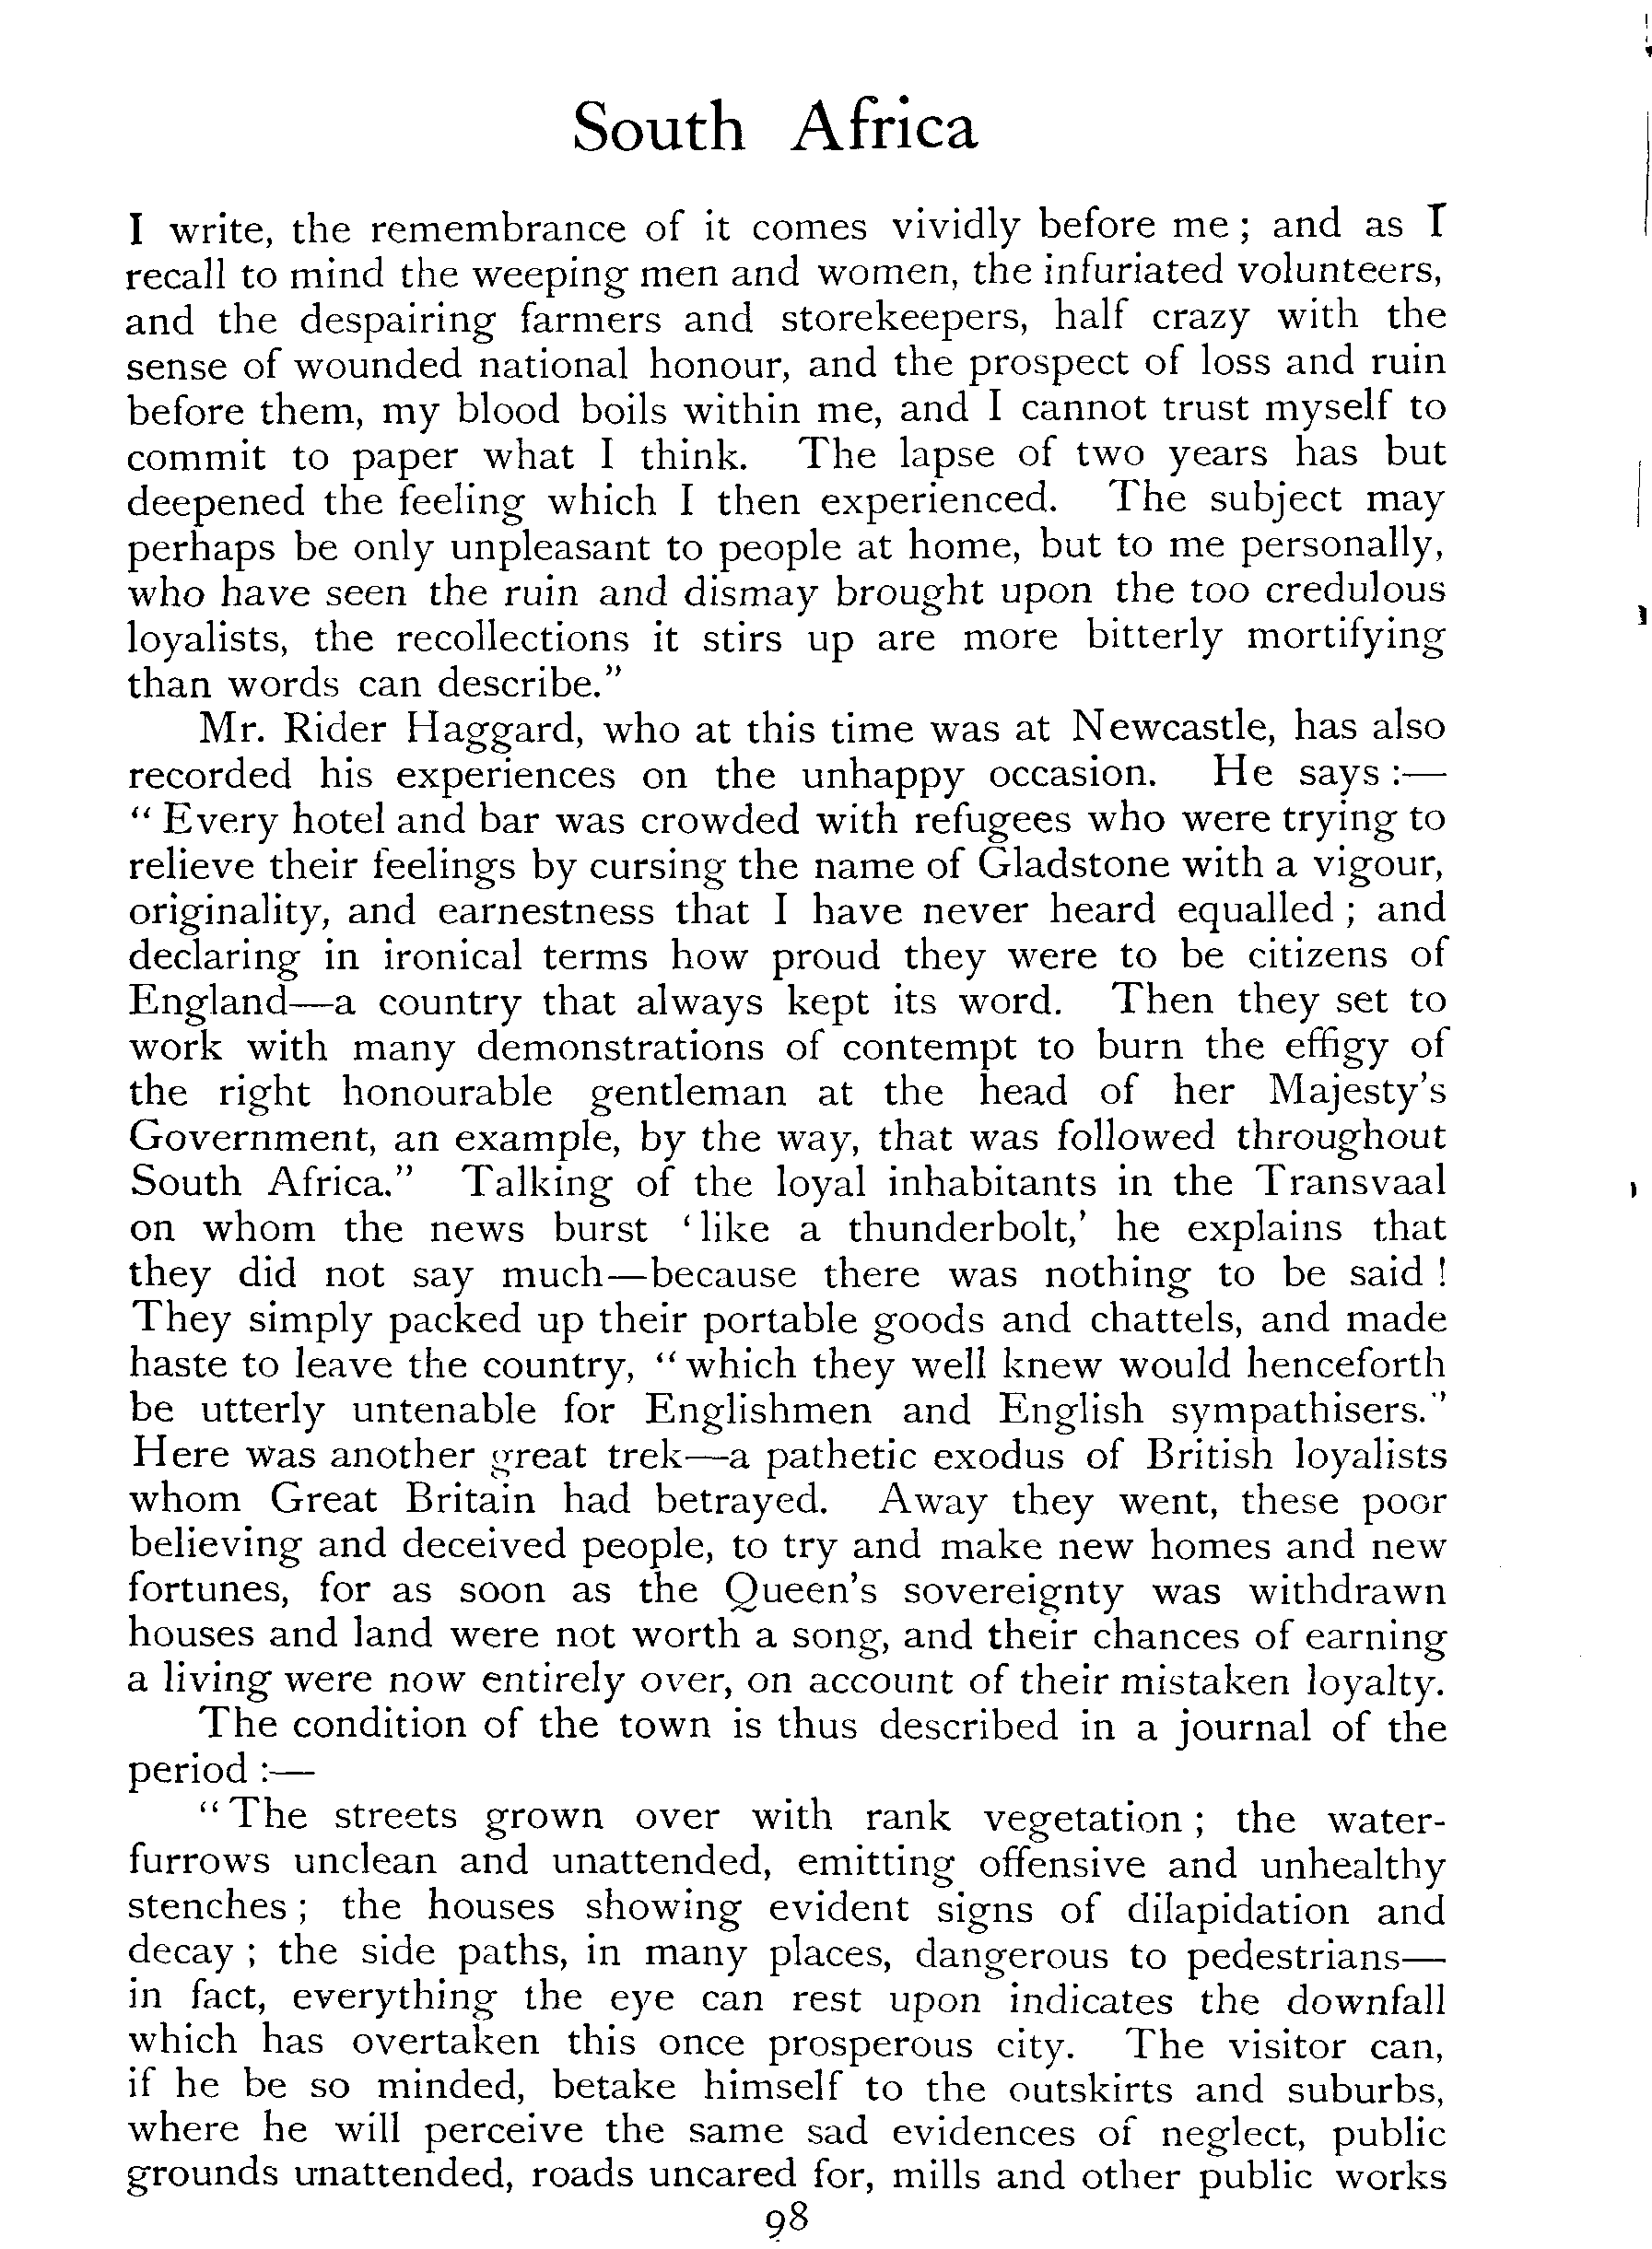 South Africa
I write, the remembrance of it comes vividly before me ; and as I
recall to mind the weeping men and women, the infuriated volunteers,
and the despairing farmers and storekeepers, half crazy with the
sense of wounded national honour, and the prospect of loss and ruin
before them, my blood boils within me, and I cannot trust myself to
commit to paper what I think. The lapse of two years has but
deepened the feeling which I then experienced. The subject may
perhaps be only unpleasant to people at home, but to me personally,
who have seen the ruin and dismay brought upon the too credulous
loyalists, the recollections it stirs up are more bitterly mortifying
than words can describe."
Mr. Rider Haggard, who at this time was at Newcastle, has also
recorded his experiences on the unhappy occasion. He says :—
" Every hotel and bar was crowded with refugees who were trying to
relieve their feelings by cursing the name of Gladstone with a vigour,
originality, and earnestness that I have never heard equalled ; and
declaring in ironical terms how proud they were to be citizens of
England—a country that always kept its word. Then they set to
work with many demonstrations of contempt to burn the effigy of
the right honourable gentleman at the head of her Majesty's
Government, an example, by the way, that was followed throughout
South Africa." Talking of the loyal inhabitants in the Transvaal
on whom the news burst ' like a thunderbolt,' he explains that
they did not say much—because there was nothing to be said !
They simply packed up their portable goods and chattels, and made
haste to leave the country, " which they well knew would henceforth
be utterly untenable for Englishmen and English sympathisers."
Here was another great trek—a pathetic exodus of British loyalists
whom Great Britain had betrayed. Away they went, these poor
believing and deceived people, to try and make new homes and new
fortunes, for as soon as the Queen's sovereignty was withdrawn
houses and land were not worth a song, and their chances of earning
a living were now entirely over, on account of their mistaken loyalty.
The condition of the town is thus described in a journal of the
period :—
" The streets grown over with rank vegetation ; the water-
furrows unclean and unattended, emitting offensive and unhealthy
stenches ; the houses showing evident signs of dilapidation and
decay ; the side paths, in many places, dangerous to pedestrians—
in fact, everything the eye can rest upon indicates the downfall
which has overtaken this once prosperous city. The visitor can,
if he be so minded, betake himself to the outskirts and suburbs,
where he will perceive the same sad evidences of neglect, public
grounds unattended, roads uncared for, mills and other public works
98